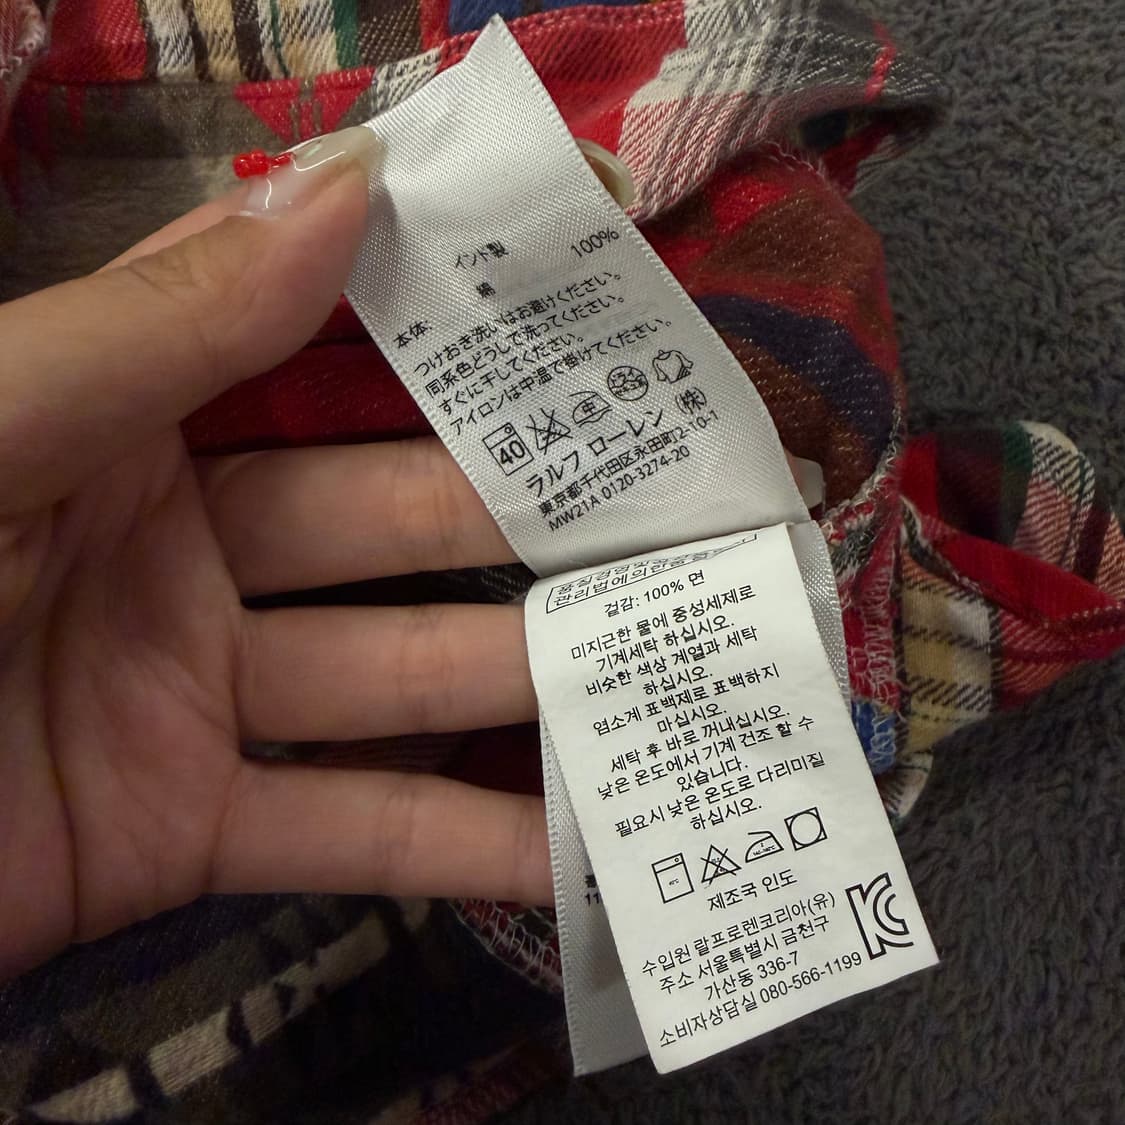 インド製
綿 100%
本体:
つけおき洗いはお避けください。
同系色どうしで洗ってください。
すぐに干してください。
アイロンは中温で掛けてください。
40
中
ラルフ ローレン (株)
東京都千代田区永田町2-10-1
MW21A 0120-3274-20
관리법에의한품
겉감: 100% 면
미지근한 물에 중성세제로
기계세탁 하십시오.
비슷한 색상 계열과 세탁
하십시오.
염소계 표백제로 표백하지
마십시오.
세탁 후 바로 꺼내십시오.
낮은 온도에서 기계 건조 할 수
있습니다.
필요시 낮은 온도로 다리미질
하십시오.
제조국 인도
수입원 랄프로렌코리아(유)
주소 서울특별시 금천구
가산동 336-7
소비자상담실 080-566-1199
11